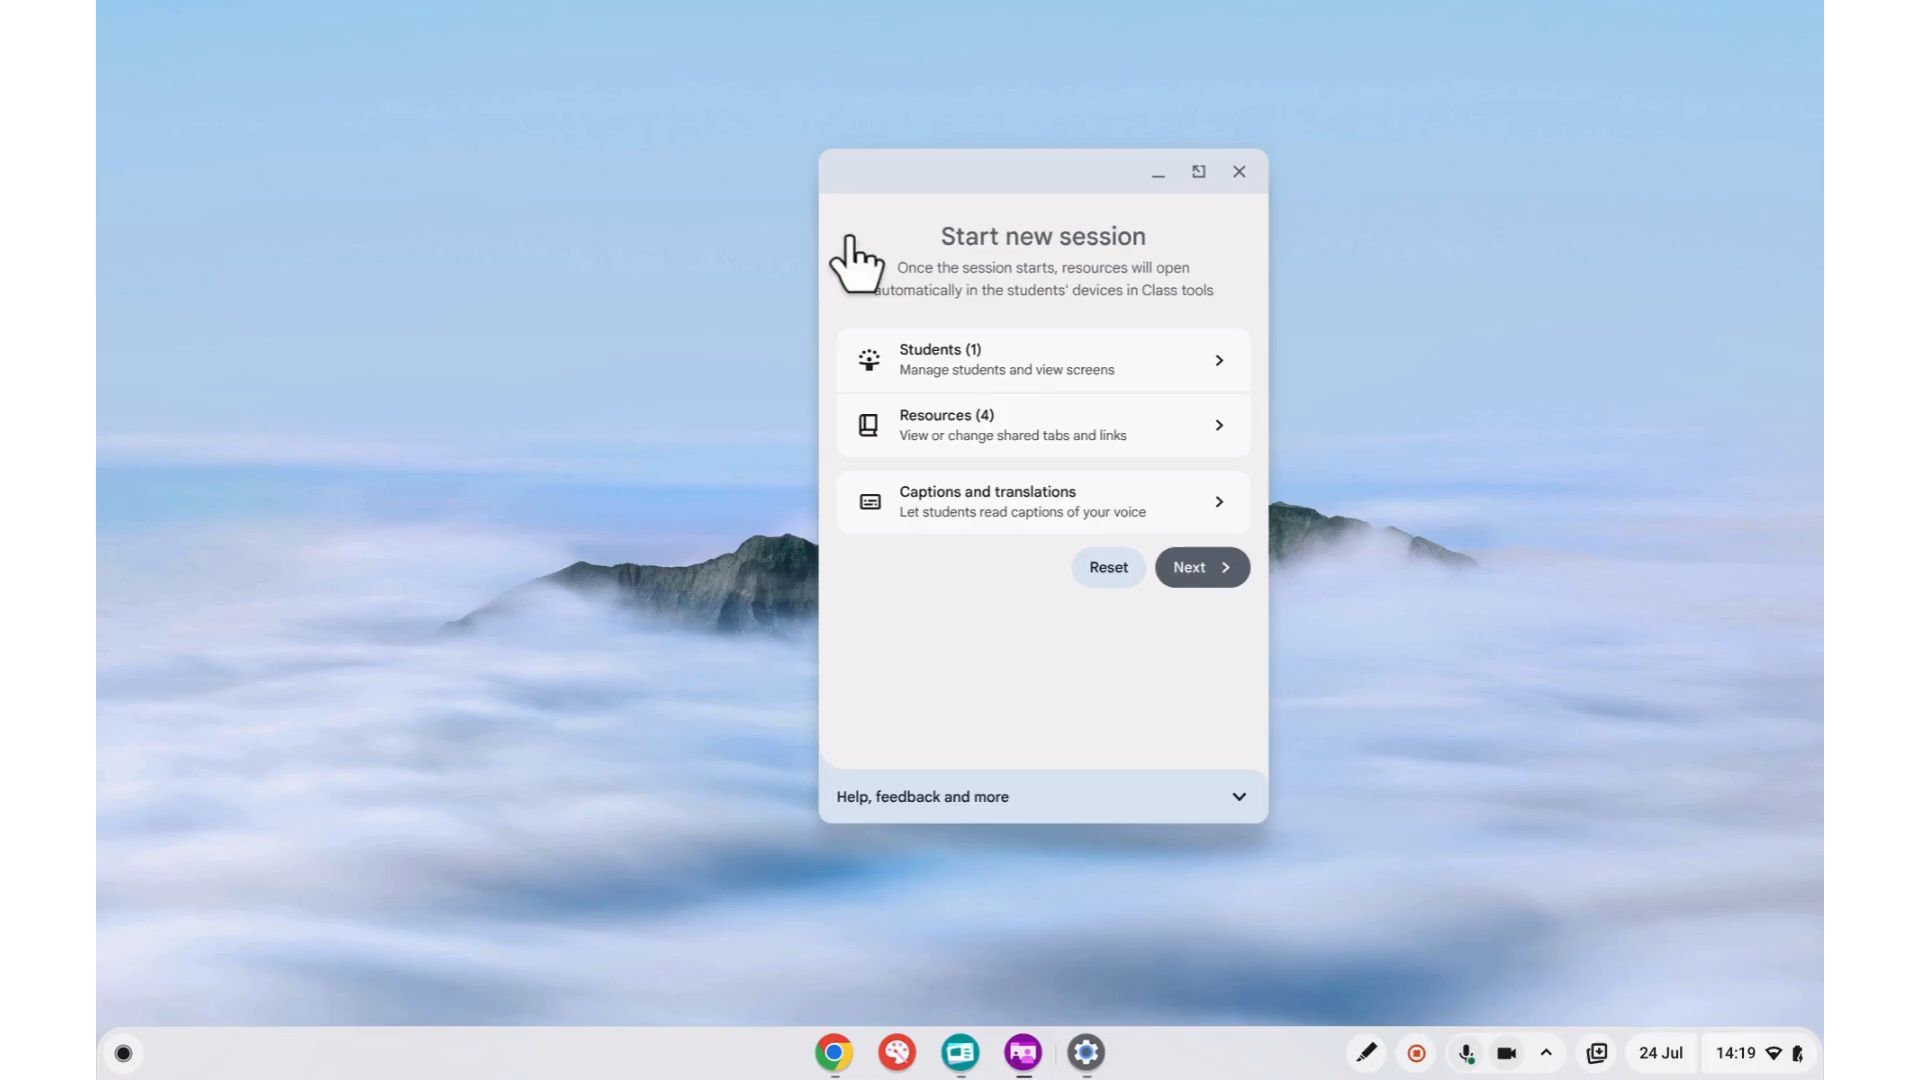 Start new session
Once the session starts, resources will open
automatically in the students' devices in Class tools
Students (1)
Manage students and view screens
Resources (4)
View or change shared tabs and links
Captions and translations
Let students read captions of your voice
Reset
Next
Help, feedback and more
24 Jul
14:19